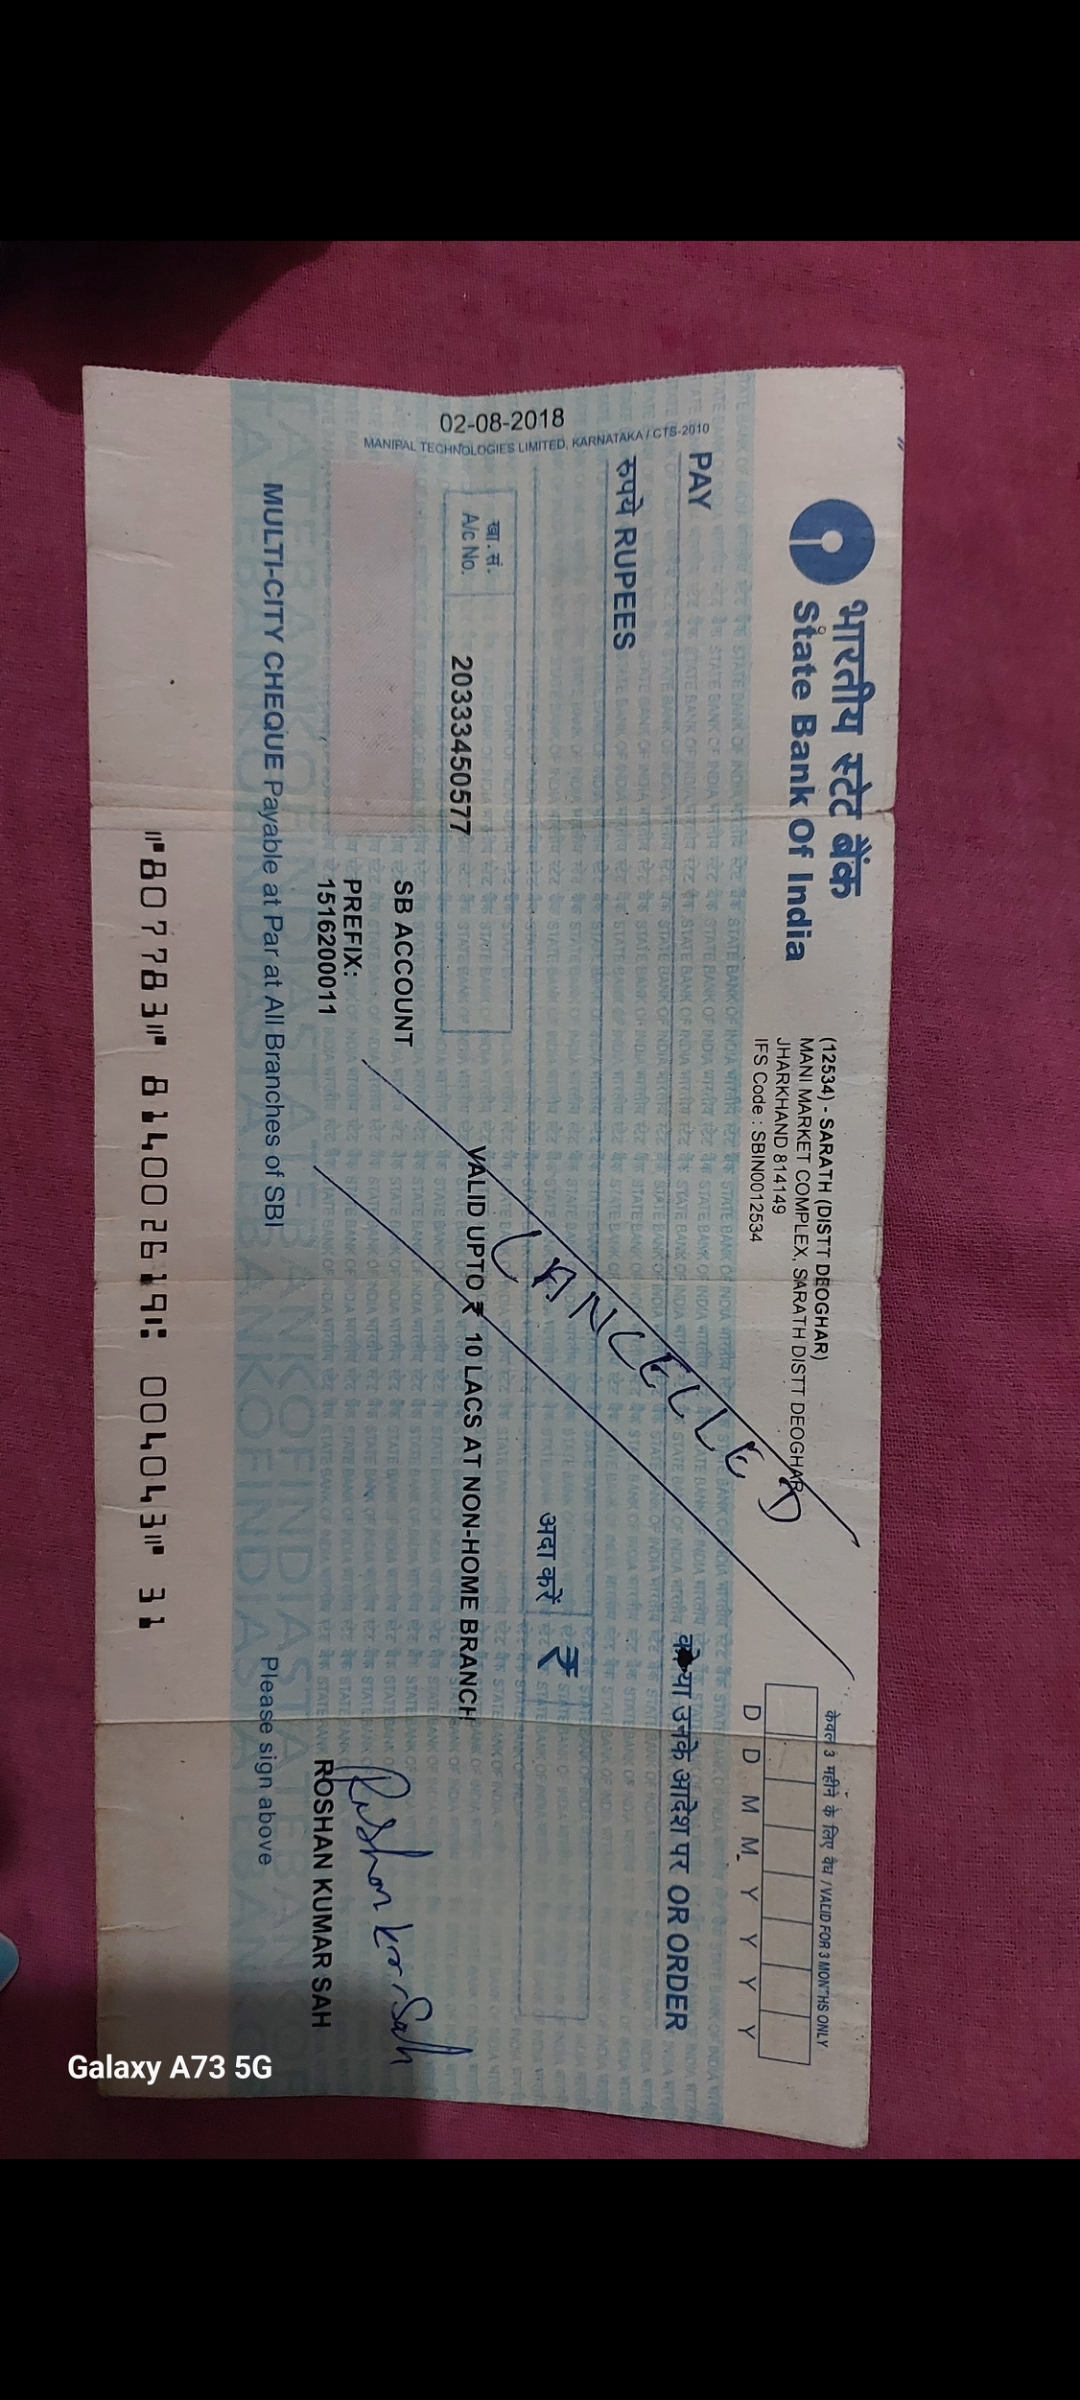 भारतीय स्टेट बैंक
State Bank Of India
(12534) - SARATH (DISTT DEOGHAR)
MANI MARKET COMPLEX, SARATH DISTT DEOGHAR
JHARKHAND 814149
IFS Code : SBIN0012534
केवल 3 महीने के लिए वैध / VALID FOR 3 MONTHS ONLY
D D M M Y Y Y Y
PAY
को या उनके आदेश पर OR ORDER
रुपये RUPEES
CANCELLED
अदा करें ₹
खा. सं.
A/c No.
20333450577
VALID UPTO ₹ 10 LACS AT NON-HOME BRANCH
SB ACCOUNT
PREFIX:
1516200011
Roshan Kr. Sah
ROSHAN KUMAR SAH
MULTI-CITY CHEQUE Payable at Par at All Branches of SBI
Please sign above
⑈807783⑈ 814002619⑆ 004043⑈ 31
02-08-2018
MANIPAL TECHNOLOGIES LIMITED, KARNATAKA / CTS-2010
Galaxy A73 5G